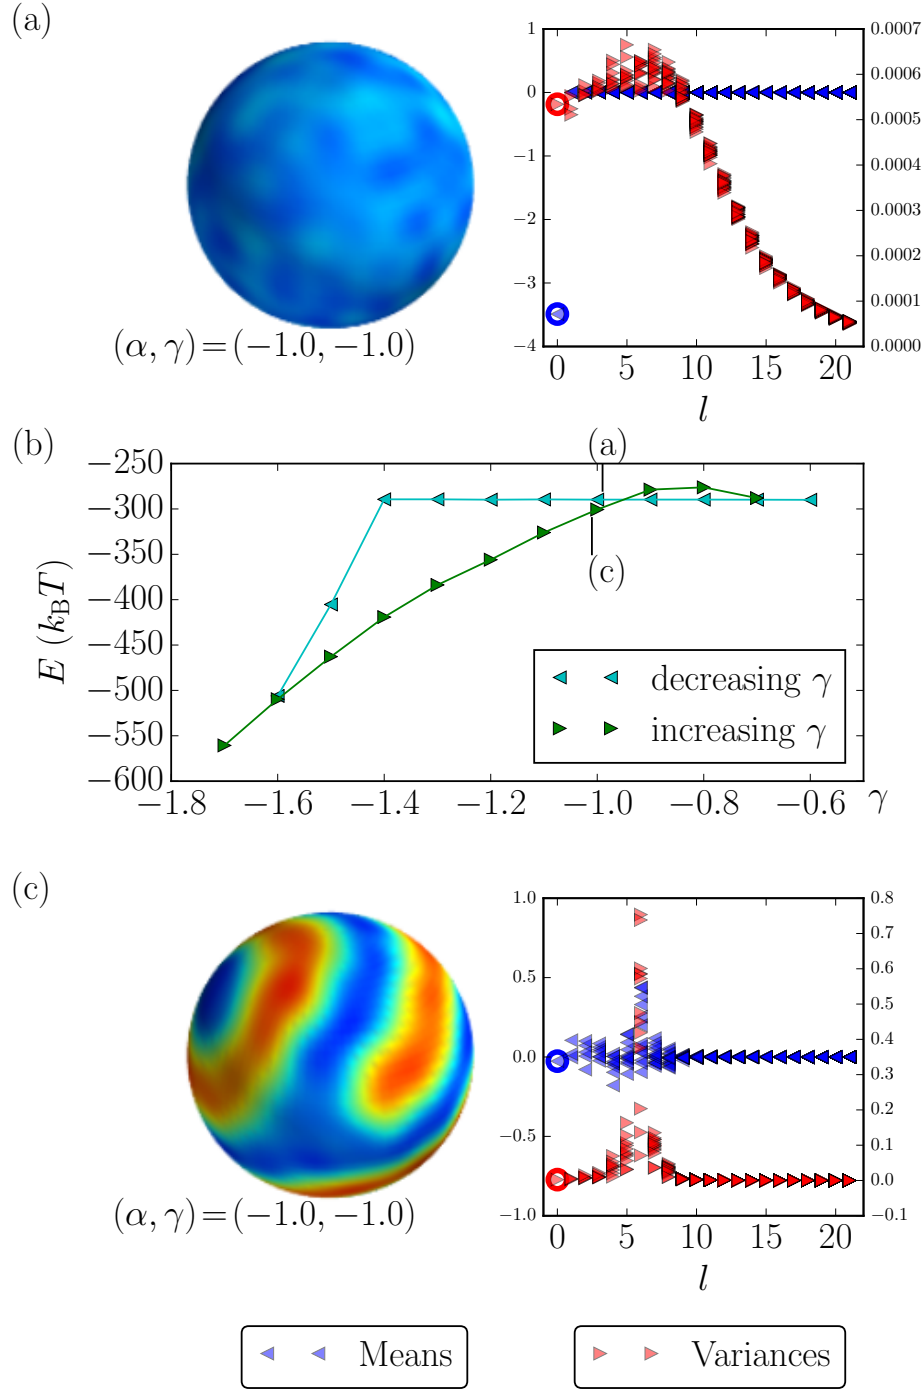 (a)
1
0
−1
−2
−3
−4
0.0007
0.0006
0.0005
0.0004
0.0003
0.0002
0.0001
0.0000
0 5 10 15 20
l
(α, γ) = (−1.0, −1.0)
(b)
(a)
−250
−300
−350
−400
−450
−500
−550
−600
E (k_BT)
(c)
decreasing γ
increasing γ
−1.8 −1.6 −1.4 −1.2 −1.0 −0.8 −0.6 γ
(c)
1.0
0.5
0.0
−0.5
−1.0
0.8
0.7
0.6
0.5
0.4
0.3
0.2
0.1
0.0
−0.1
0 5 10 15 20
l
(α, γ) = (−1.0, −1.0)
Means
Variances